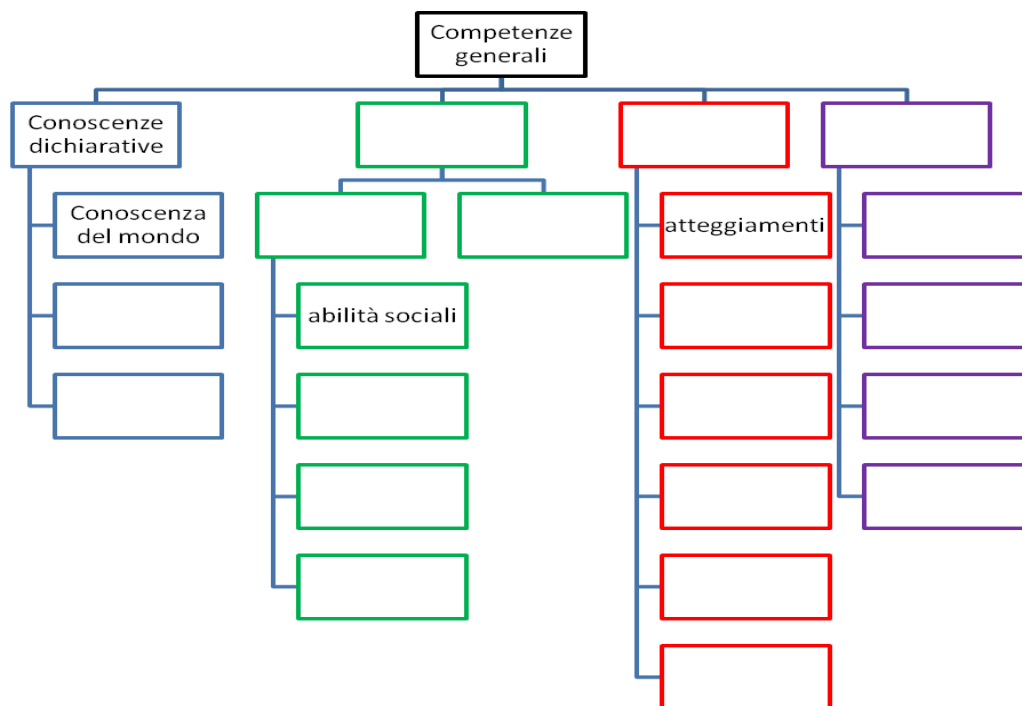 Competenze
generali
Conoscenze
dichiarative
Conoscenza
del mondo
atteggiamenti
abilità sociali